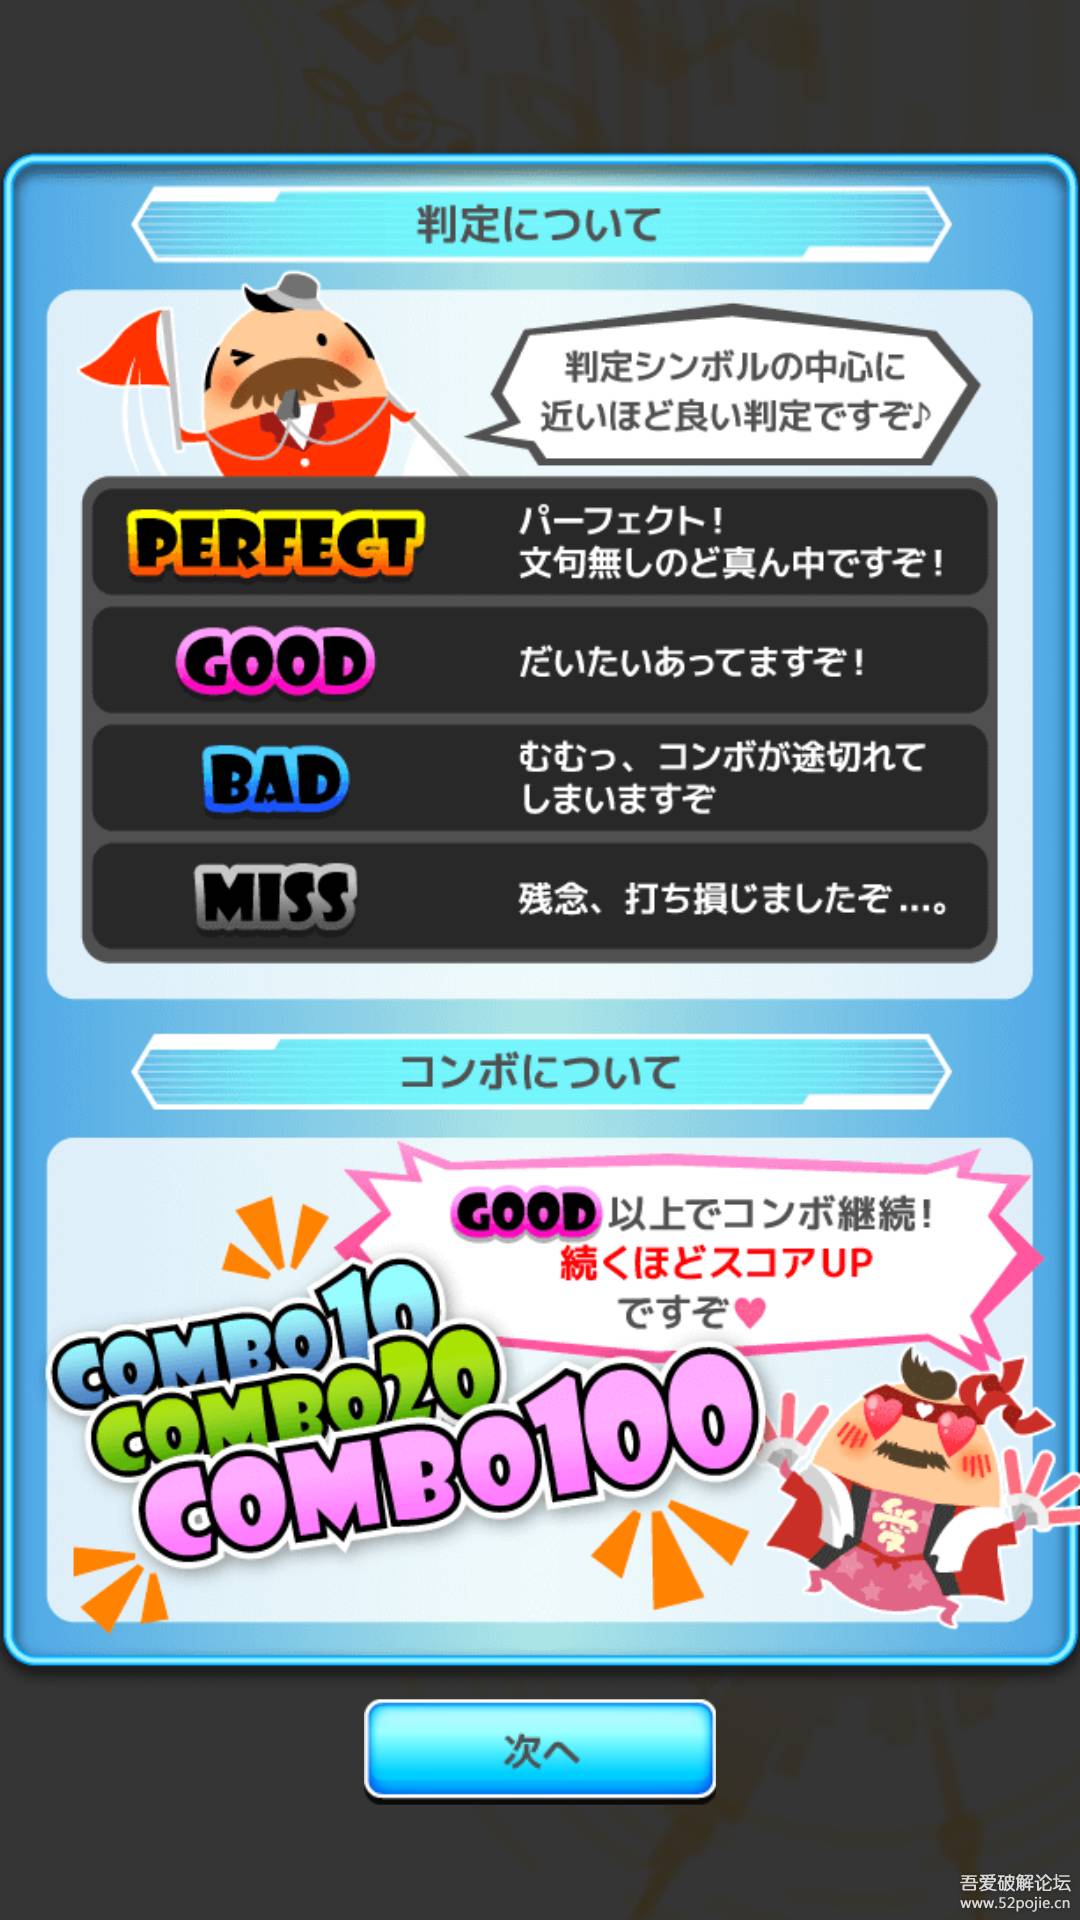 判定について
判定シンボルの中心に
近いほど良い判定ですぞ♪
PERFECT
パーフェクト!
文句無しのど真ん中ですぞ!
GOOD
だいたいあってますぞ!
BAD
むむっ、コンボが途切れて
しまいますぞ
MISS
残念、打ち損じましたぞ…。
コンボについて
GOOD以上でコンボ継続!
続くほどスコアUP
ですぞ♥
COMBO10
COMBO20
COMBO100
愛
次へ
吾爱破解论坛
www.52pojie.cn